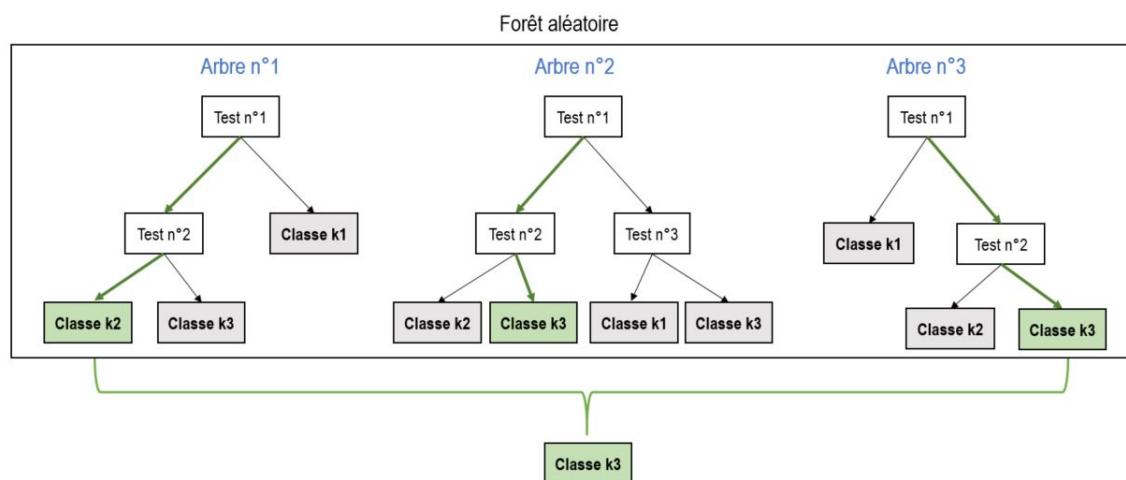 Forêt aléatoire
Arbre n°1
Arbre n°2
Arbre n°3
Test n°1
Test n°1
Test n°1
Test n°2
Classe k1
Test n°2
Test n°3
Classe k1
Test n°2
Classe k2
Classe k3
Classe k2
Classe k3
Classe k1
Classe k3
Classe k2
Classe k3
Classe k3